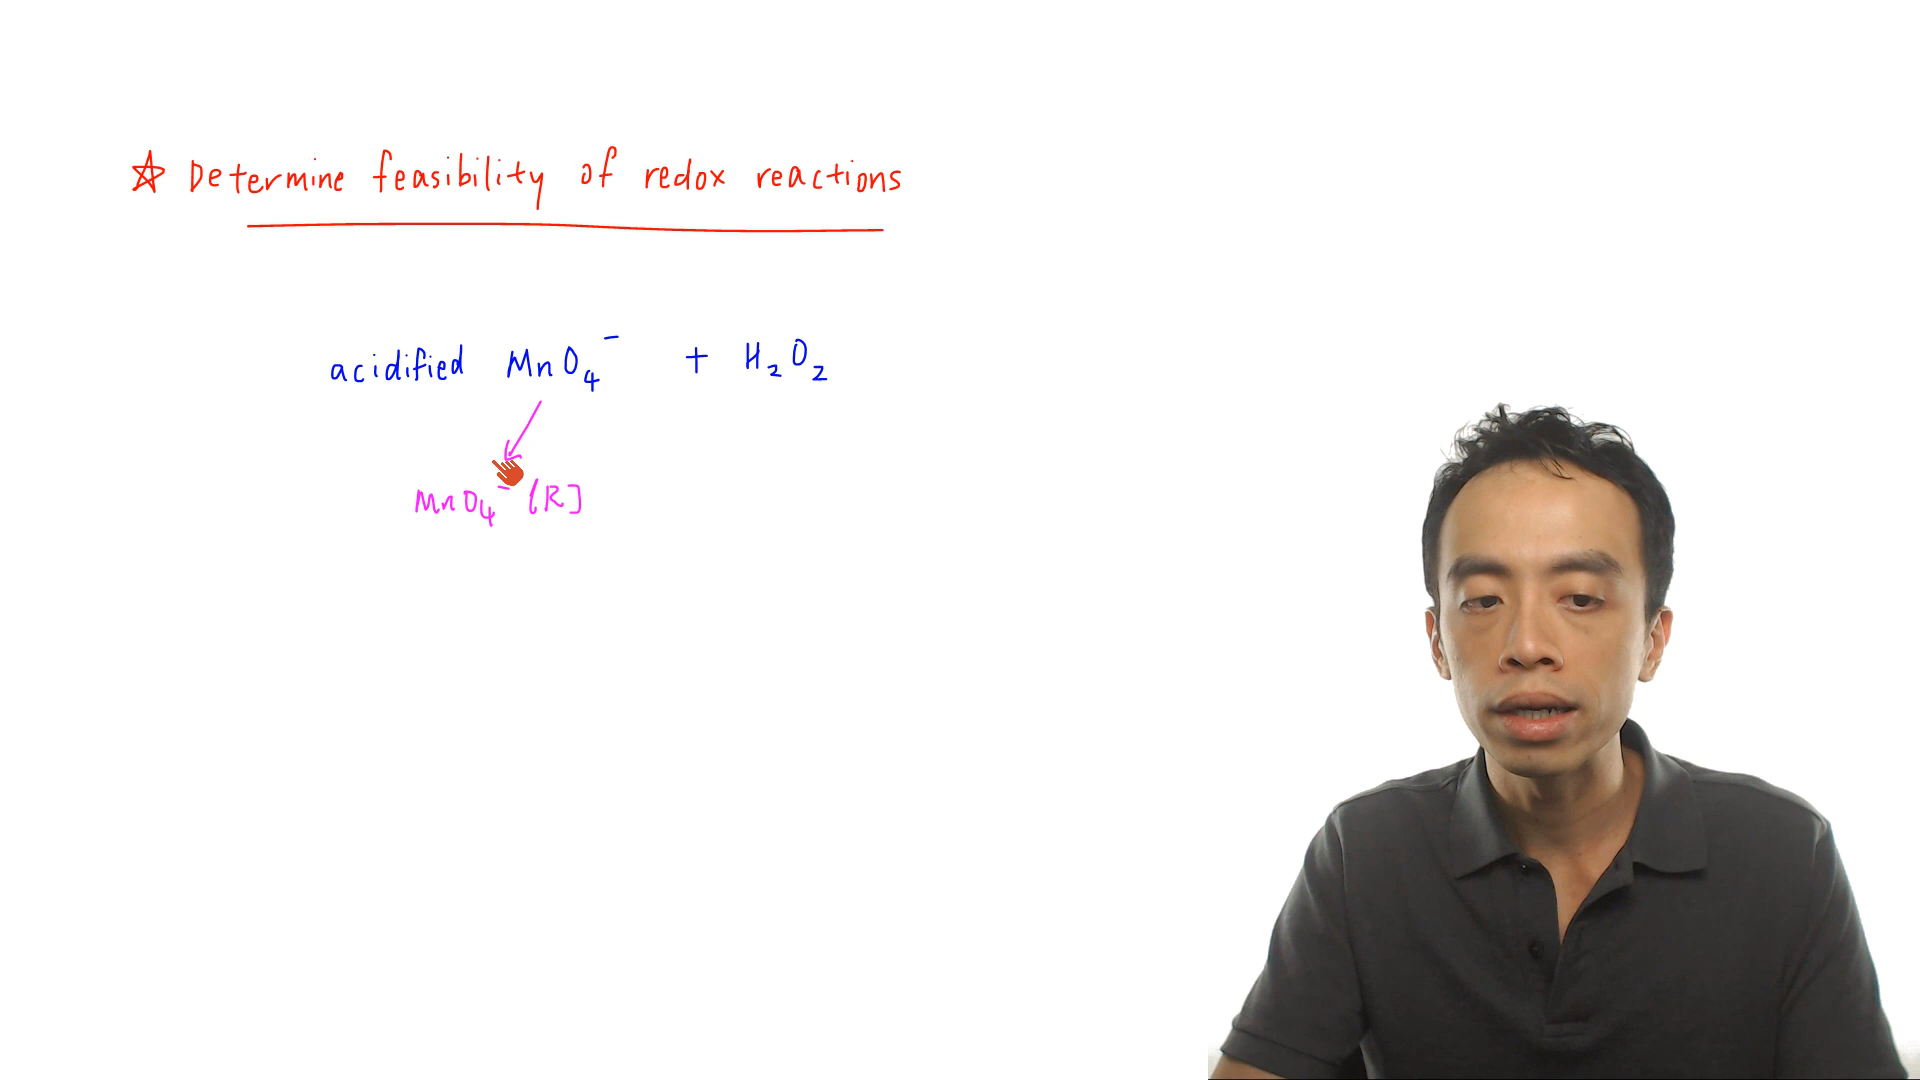 ☆ Determine feasibility of redox reactions
acidified MnO₄⁻ + H₂O₂
MnO₄⁻ [R]